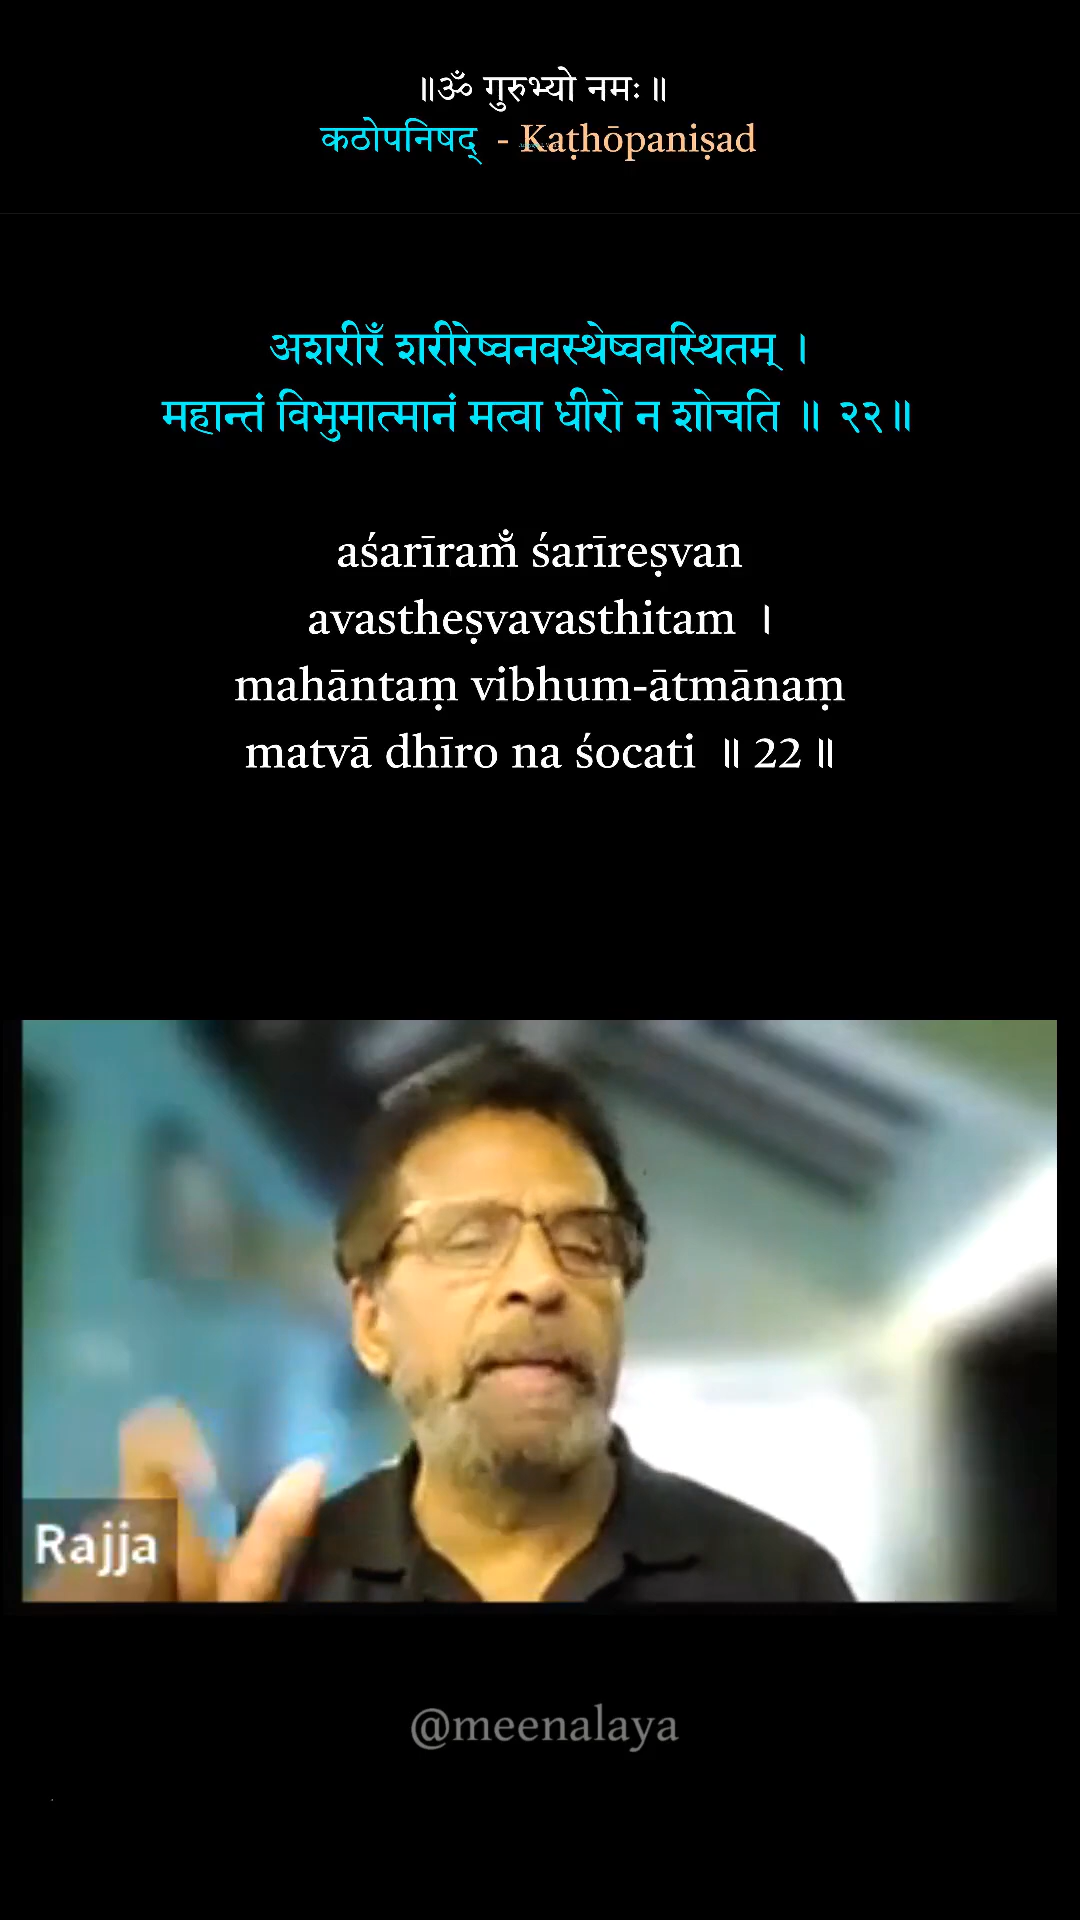 ॥ॐ गुरुभ्यो नमः॥
कठोपनिषद् - Kaṭhōpaniṣad
अशरीरँ शरीरेष्वनवस्थेष्ववस्थितम् ।
महान्तं विभुमात्मानं मत्वा धीरो न शोचति ॥ २२॥
aśarīram̐ śarīreṣvan
avastheṣvavasthitam ।
mahāntaṃ vibhum-ātmānaṃ
matvā dhīro na śocati ॥ 22॥
Rajja
@meenalaya